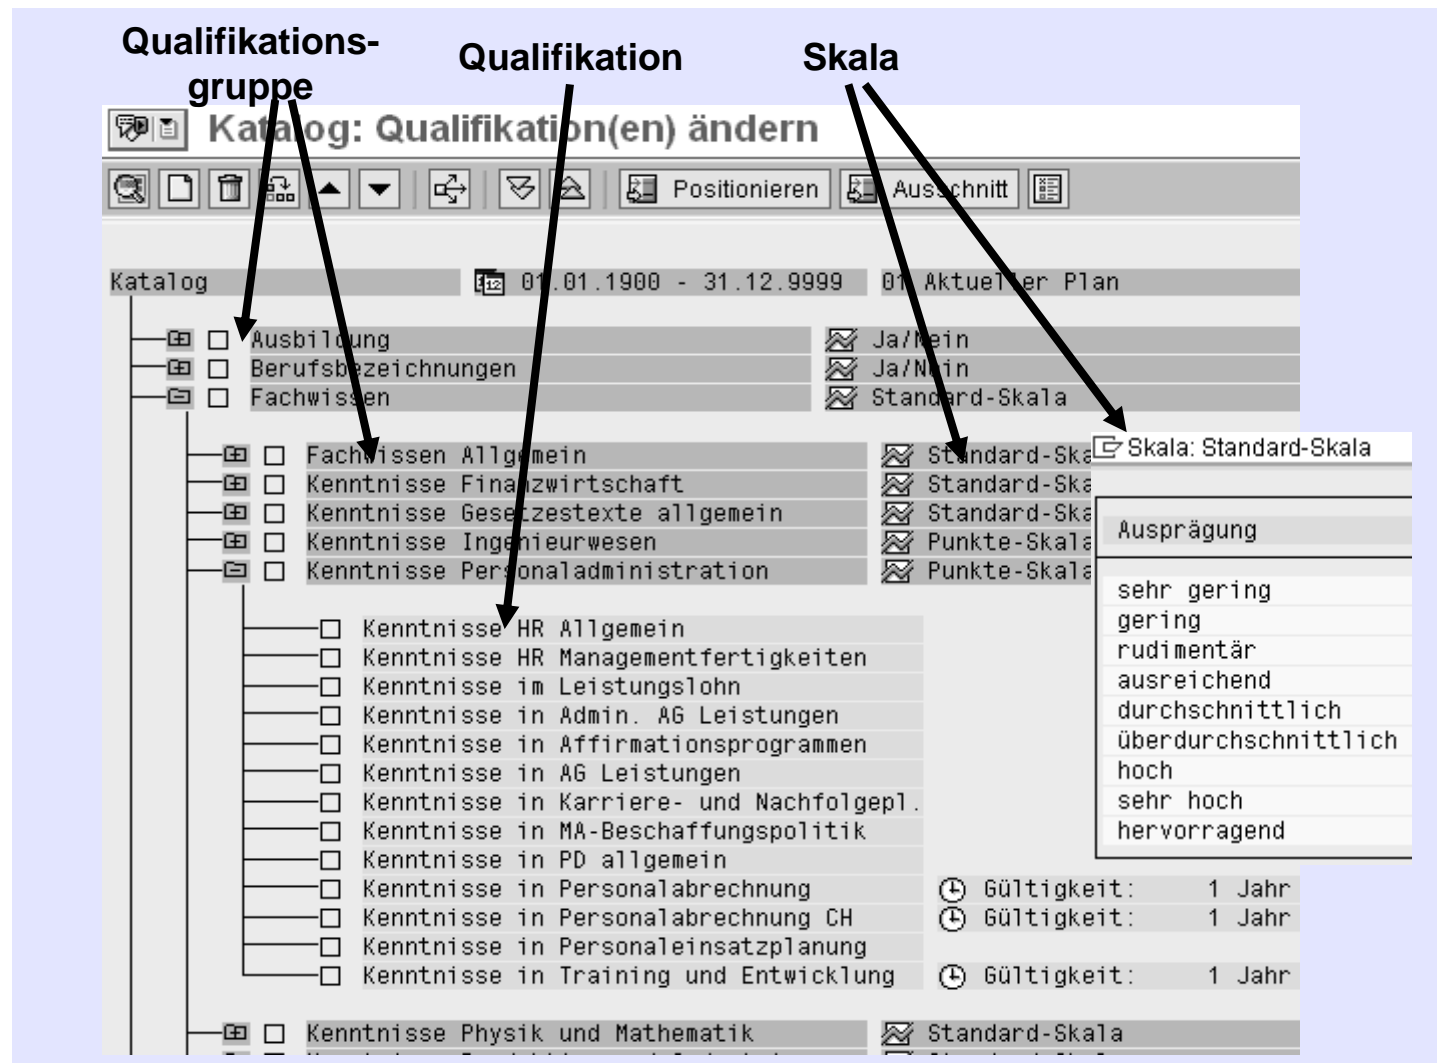 Qualifikations-
gruppe
Qualifikation
Skala
Katalog: Qualifikation(en) ändern
Positionieren
Ausschnitt
Katalog 01.01.1900 - 31.12.9999 01 Aktueller Plan
Ausbildung Ja/Nein
Berufsbezeichnungen Ja/Nein
Fachwissen Standard-Skala
Fachwissen Allgemein Standard-Ska
Kenntnisse Finanzwirtschaft Standard-Ska
Kenntnisse Gesetzestexte allgemein Standard-Ska
Kenntnisse Ingenieurwesen Punkte-Skala
Kenntnisse Personaladministration Punkte-Skala
Kenntnisse HR Allgemein
Kenntnisse HR Managementfertigkeiten
Kenntnisse im Leistungslohn
Kenntnisse in Admin. AG Leistungen
Kenntnisse in Affirmationsprogrammen
Kenntnisse in AG Leistungen
Kenntnisse in Karriere- und Nachfolgepl.
Kenntnisse in MA-Beschaffungspolitik
Kenntnisse in PD allgemein
Kenntnisse in Personalabrechnung Gültigkeit: 1 Jahr
Kenntnisse in Personalabrechnung CH Gültigkeit: 1 Jahr
Kenntnisse in Personaleinsatzplanung
Kenntnisse in Training und Entwicklung Gültigkeit: 1 Jahr
Kenntnisse Physik und Mathematik Standard-Skala
Skala: Standard-Skala
Ausprägung
sehr gering
gering
rudimentär
ausreichend
durchschnittlich
überdurchschnittlich
hoch
sehr hoch
hervorragend